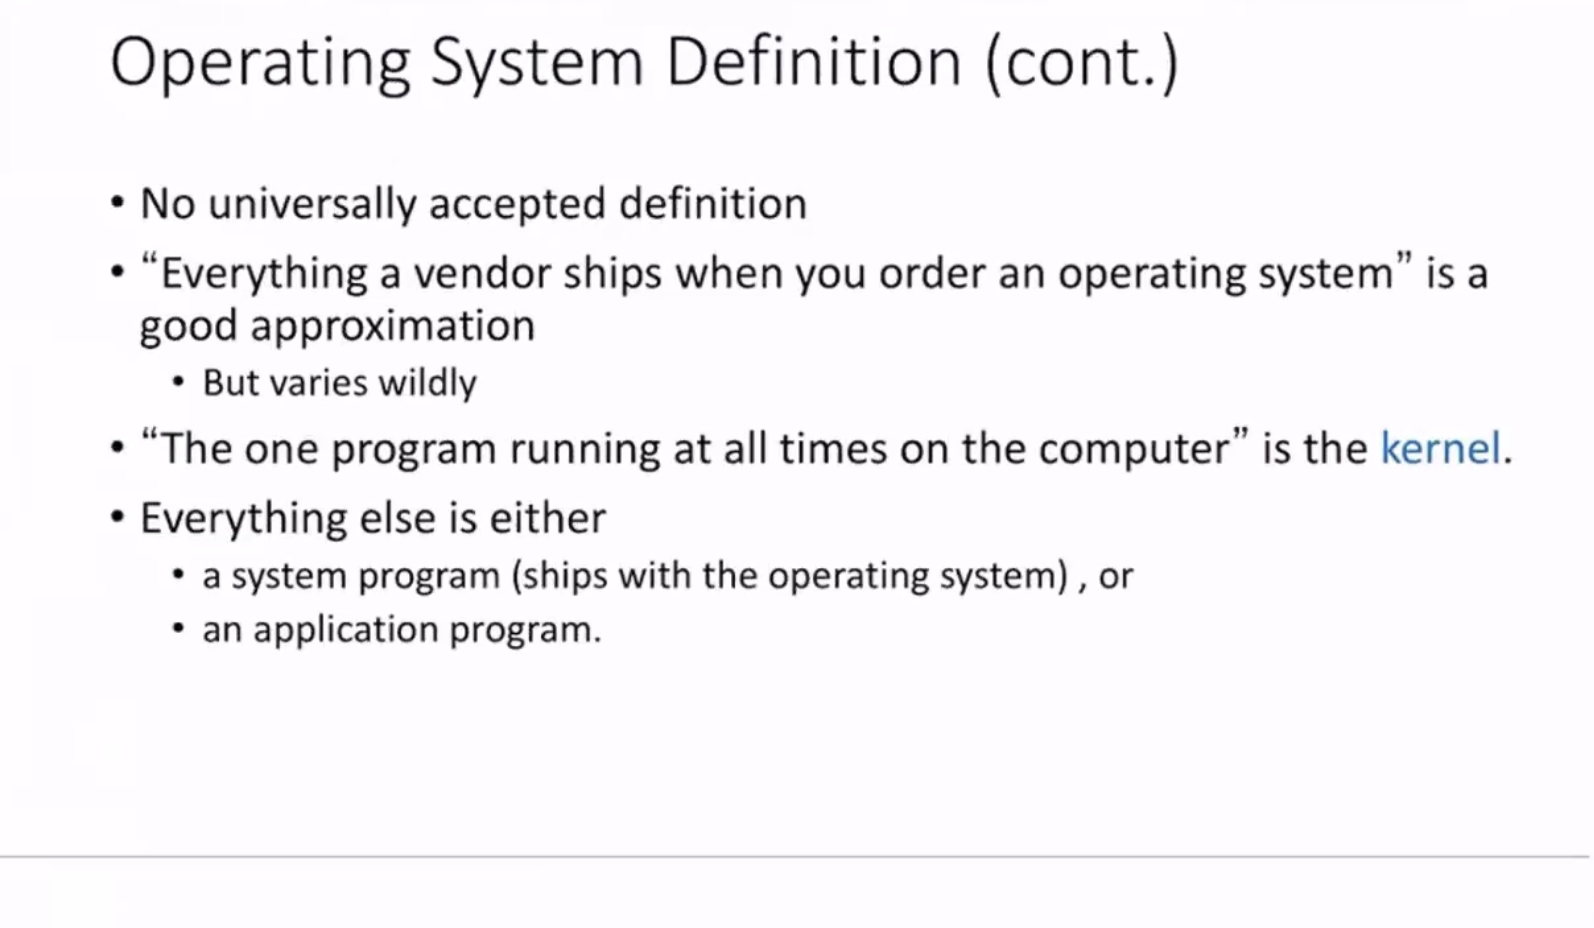 Operating System Definition (cont.)
• No universally accepted definition
• “Everything a vendor ships when you order an operating system” is a
good approximation
• But varies wildly
• “The one program running at all times on the computer” is the kernel.
• Everything else is either
• a system program (ships with the operating system) , or
• an application program.